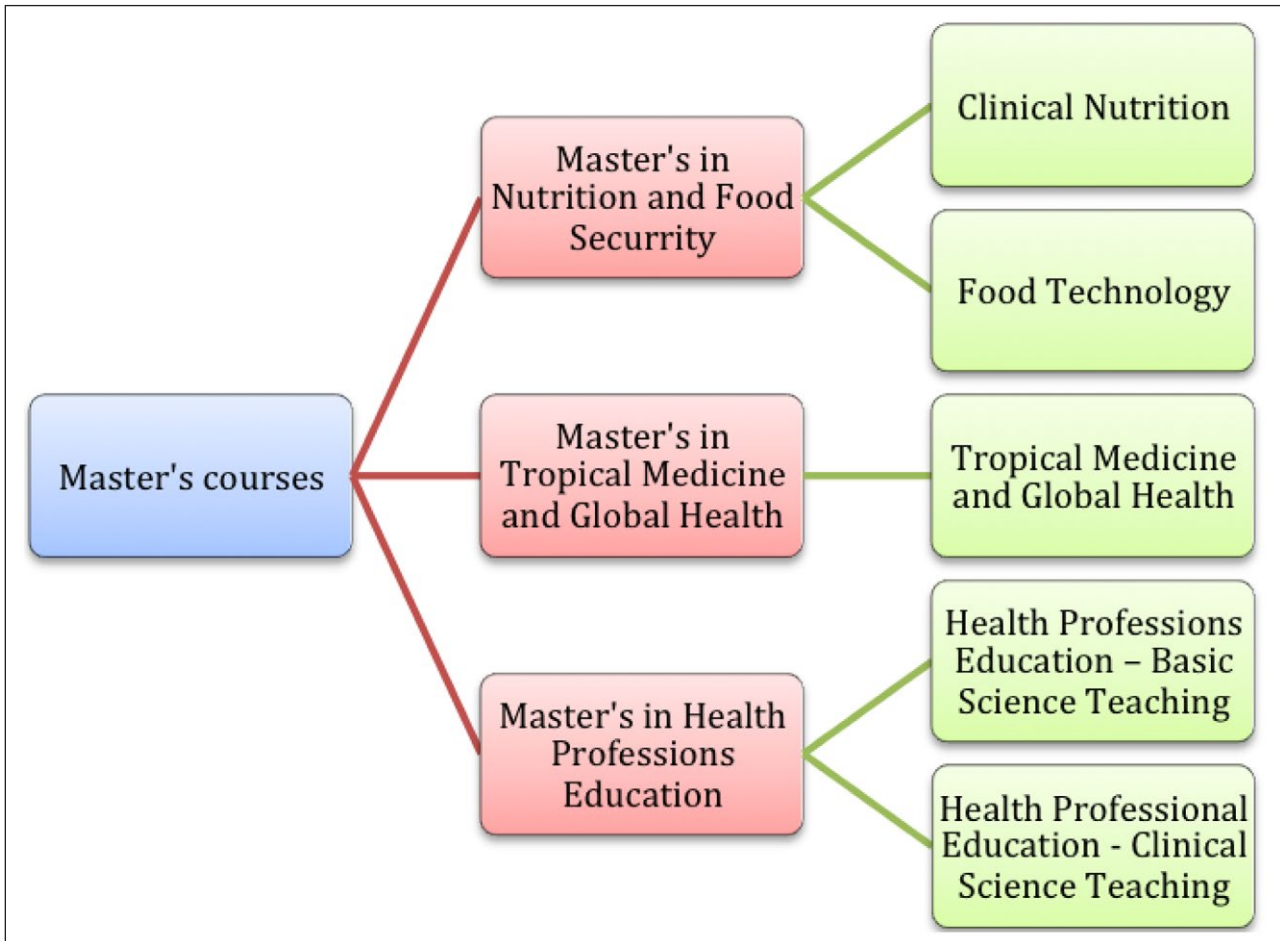 Master's courses
Master's in
Nutrition and Food
Securrity
Master's in
Tropical Medicine
and Global Health
Master's in Health
Professions
Education
Clinical Nutrition
Food Technology
Tropical Medicine
and Global Health
Health Professions
Education – Basic
Science Teaching
Health Professional
Education - Clinical
Science Teaching